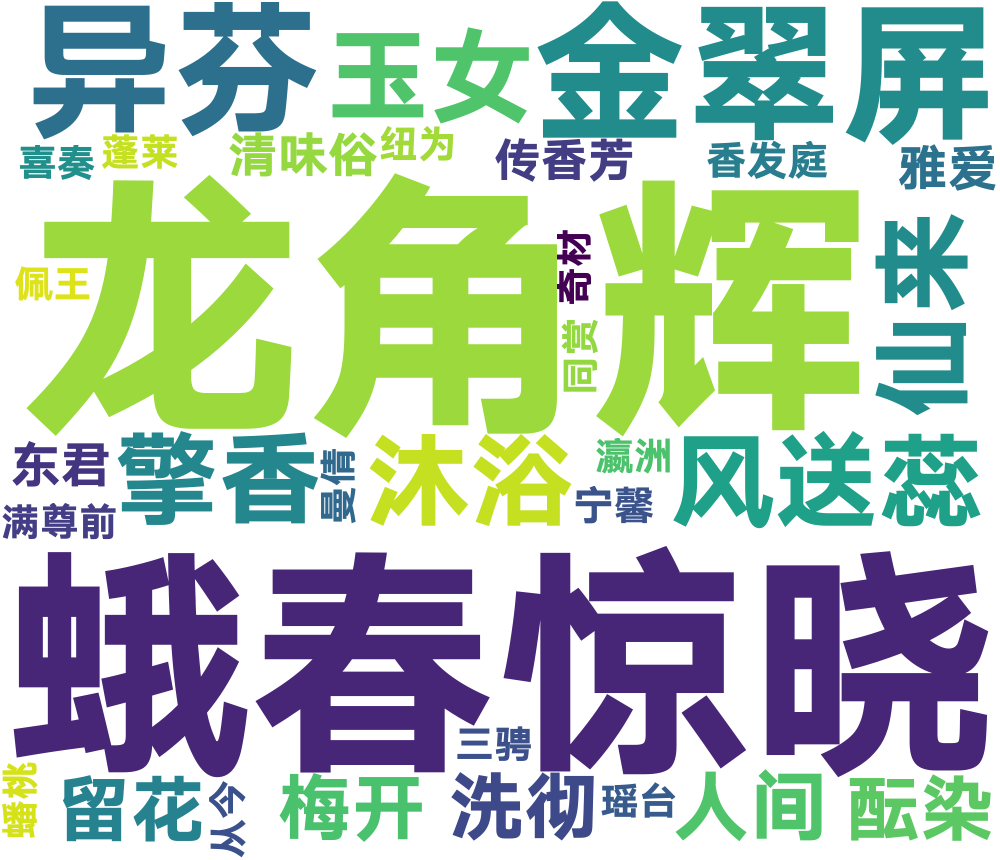 异芬
玉女
金翠屏
喜奏
蓬莱
清味俗
纽为
传香芳
香发庭
雅爱
龙角辉
佩王
奇材
同赏
仙来
东君
擎香
曼倩
沐浴
瀛洲
宁馨
风送蕊
满尊前
蛾春惊晓
三骋
蟠桃
留花
从今
梅开
洗彻
瑶台
人间
酝染